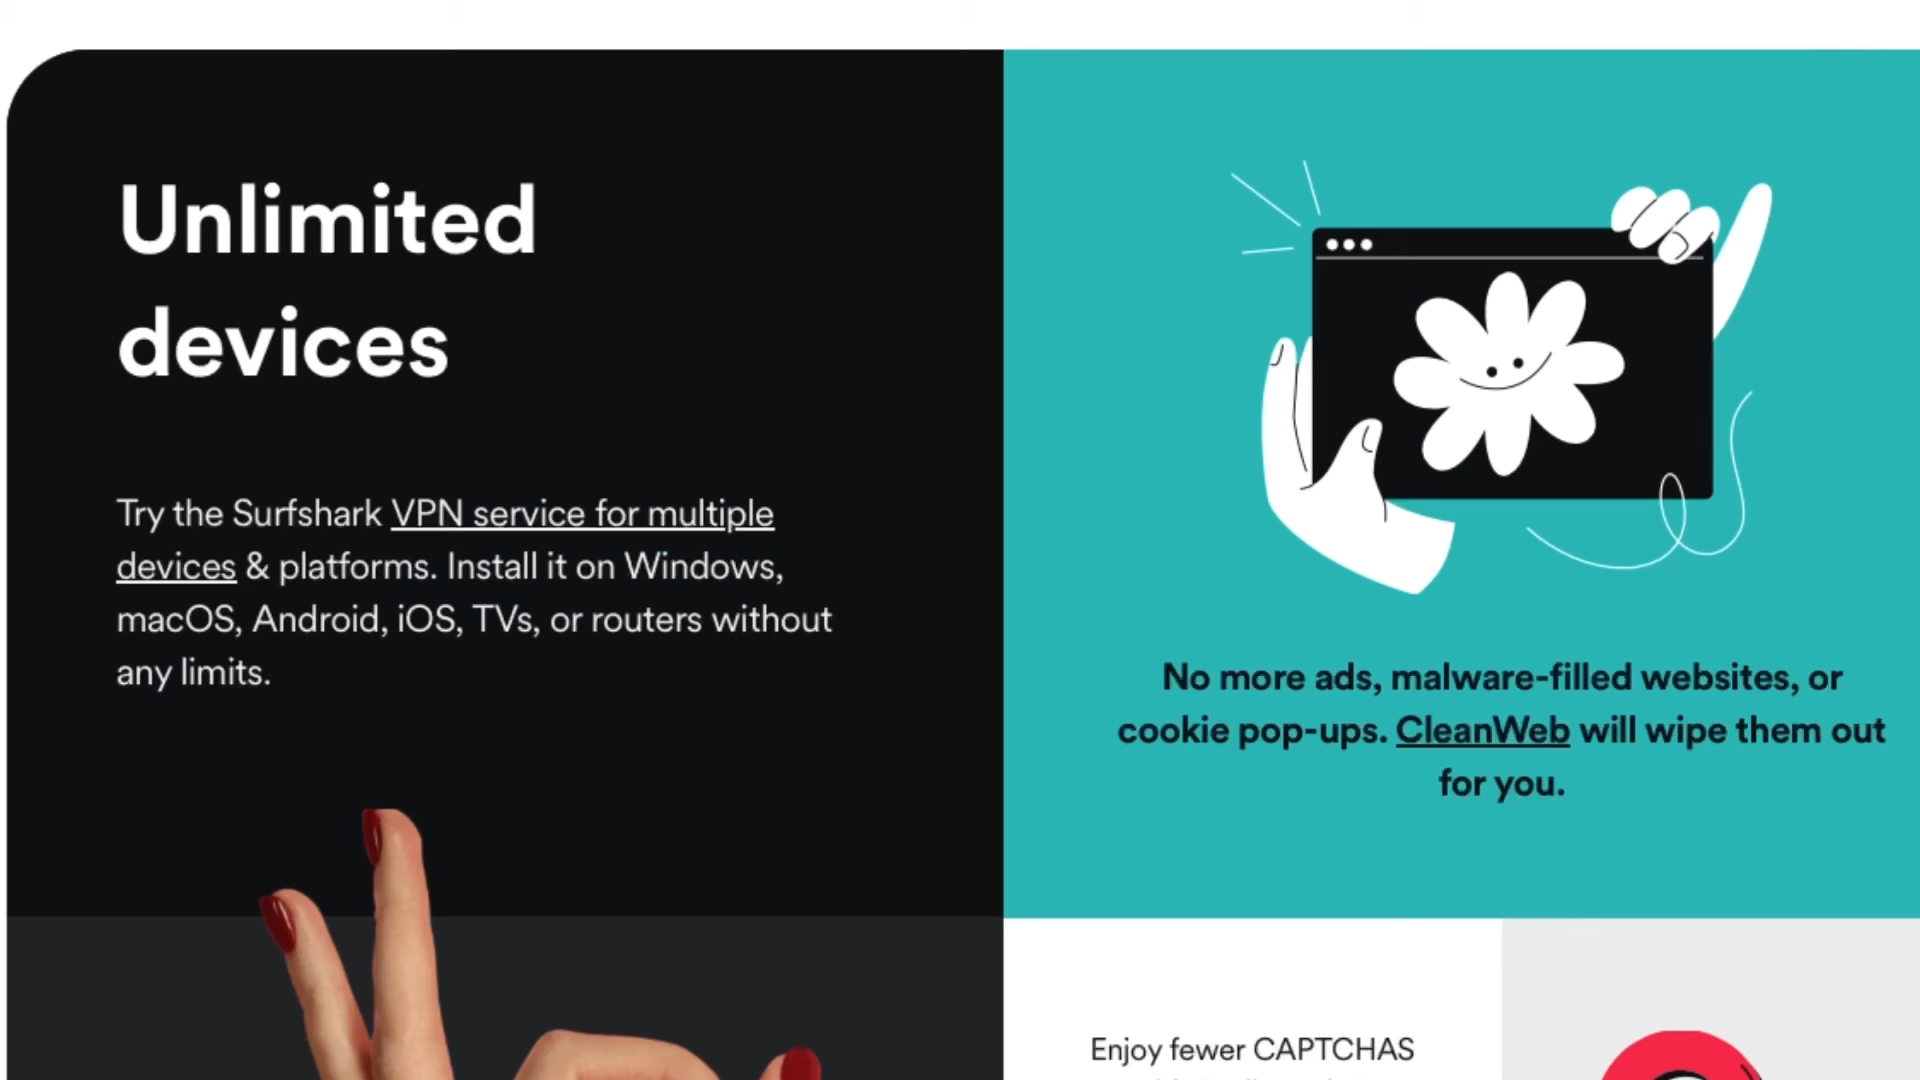 Unlimited
devices
Try the Surfshark VPN service for multiple
devices & platforms. Install it on Windows,
macOS, Android, iOS, TVs, or routers without
any limits.
No more ads, malware-filled websites, or
cookie pop-ups. CleanWeb will wipe them out
for you.
Enjoy fewer CAPTCHAS